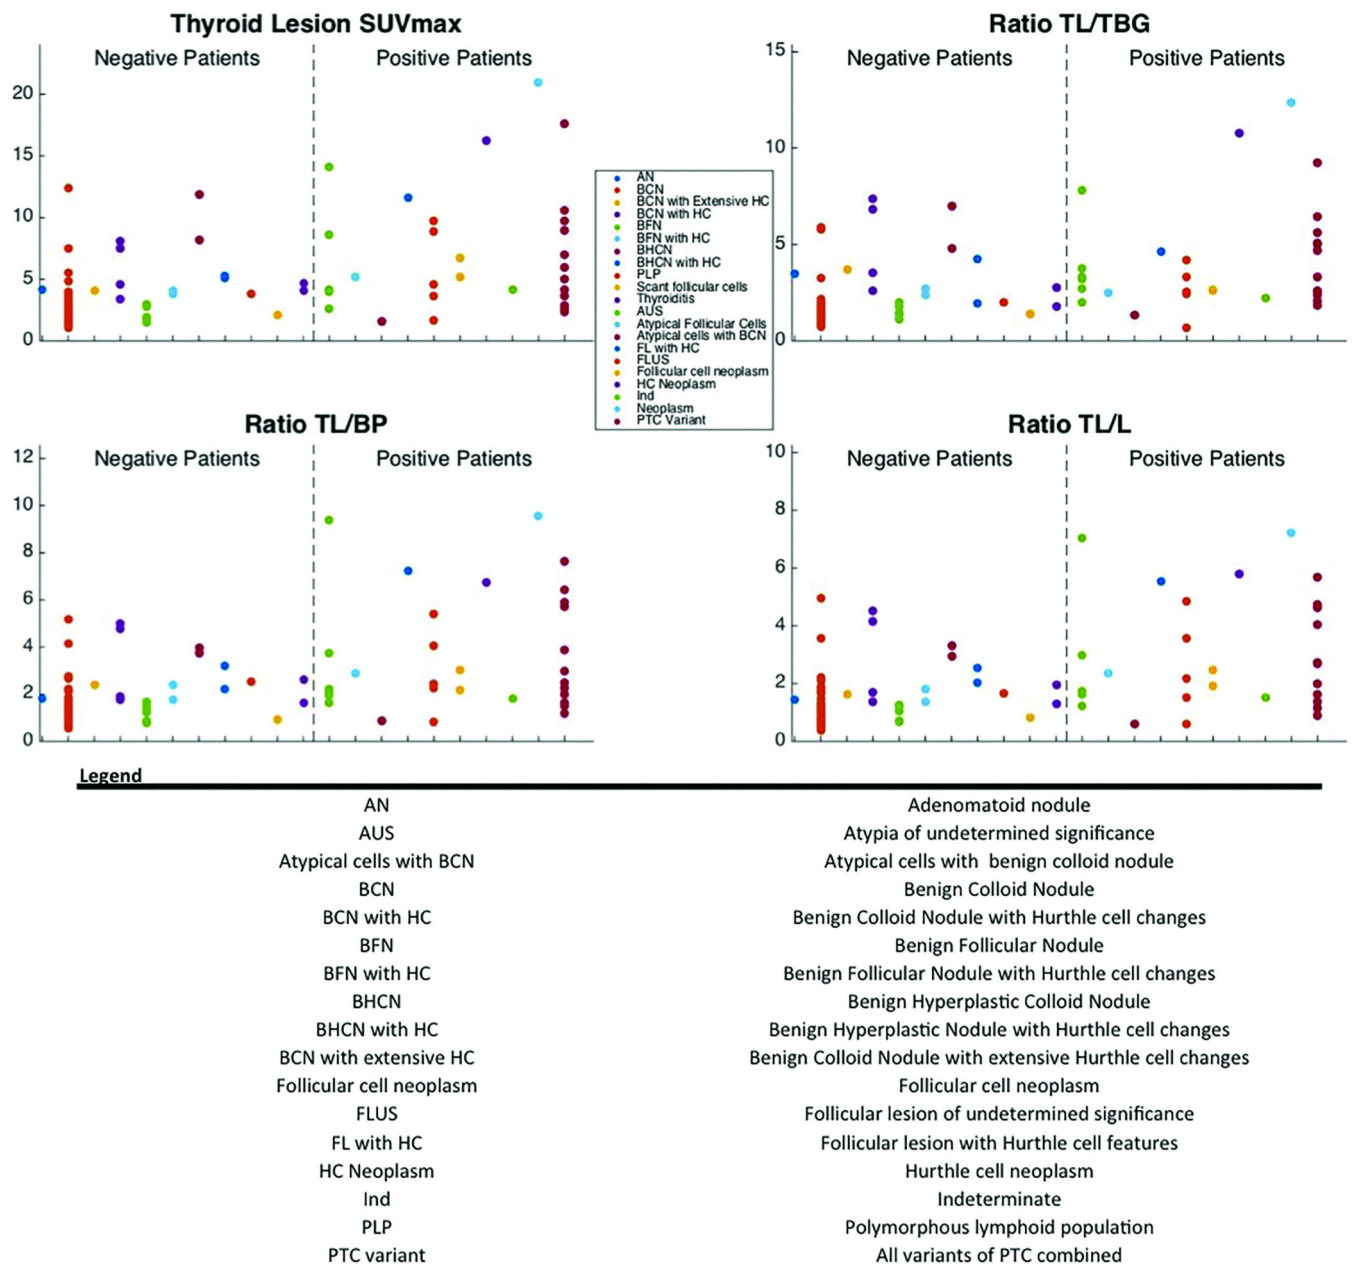 Thyroid Lesion SUVmax
Negative Patients
Positive Patients
20
15
10
5
0
Ratio TL/TBG
Negative Patients
Positive Patients
15
10
5
0
AN
BCN
BCN with Extensive HC
BCN with HC
BFN
BFN with HC
BHCN
BHCN with HC
PLP
Scant follicular cells
Thyroiditis
AUS
Atypical Follicular Cells
Atypical cells with BCN
FL with HC
FLUS
Follicular cell neoplasm
HC Neoplasm
Ind
Neoplasm
PTC Variant
Ratio TL/BP
Negative Patients
Positive Patients
12
10
8
6
4
2
0
Ratio TL/L
Negative Patients
Positive Patients
10
8
6
4
2
0
Legend
AN Adenomatoid nodule
AUS Atypia of undetermined significance
Atypical cells with BCN Atypical cells with benign colloid nodule
BCN Benign Colloid Nodule
BCN with HC Benign Colloid Nodule with Hurthle cell changes
BFN Benign Follicular Nodule
BFN with HC Benign Follicular Nodule with Hurthle cell changes
BHCN Benign Hyperplastic Colloid Nodule
BHCN with HC Benign Hyperplastic Nodule with Hurthle cell changes
BCN with extensive HC Benign Colloid Nodule with extensive Hurthle cell changes
Follicular cell neoplasm Follicular cell neoplasm
FLUS Follicular lesion of undetermined significance
FL with HC Follicular lesion with Hurthle cell features
HC Neoplasm Hurthle cell neoplasm
Ind Indeterminate
PLP Polymorphous lymphoid population
PTC variant All variants of PTC combined